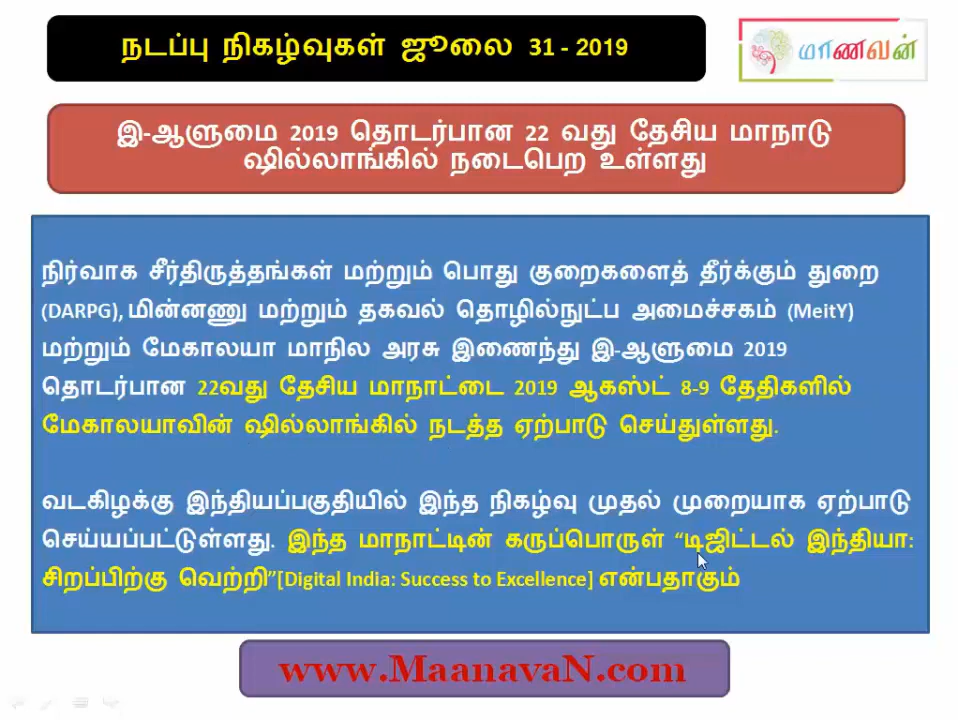 நடப்பு நிகழ்வுகள் ஜூலை 31 - 2019
மாணவன்
இ-ஆளுமை 2019 தொடர்பான 22 வது தேசிய மாநாடு
ஷில்லாங்கில் நடைபெற உள்ளது
நிர்வாக சீர்திருத்தங்கள் மற்றும் பொது குறைகளைத் தீர்க்கும் துறை
(DARPG), மின்னணு மற்றும் தகவல் தொழில்நுட்ப அமைச்சகம் (MeitY)
மற்றும் மேகாலயா மாநில அரசு இணைந்து இ-ஆளுமை 2019
தொடர்பான 22வது தேசிய மாநாட்டை 2019 ஆகஸ்ட் 8-9 தேதிகளில்
மேகாலயாவின் ஷில்லாங்கில் நடத்த ஏற்பாடு செய்துள்ளது.
வடகிழக்கு இந்தியப்பகுதியில் இந்த நிகழ்வு முதல் முறையாக ஏற்பாடு
செய்யப்பட்டுள்ளது. இந்த மாநாட்டின் கருப்பொருள் “டிஜிட்டல் இந்தியா:
சிறப்பிற்கு வெற்றி”[Digital India: Success to Excellence] என்பதாகும்
www.MaanavaN.com